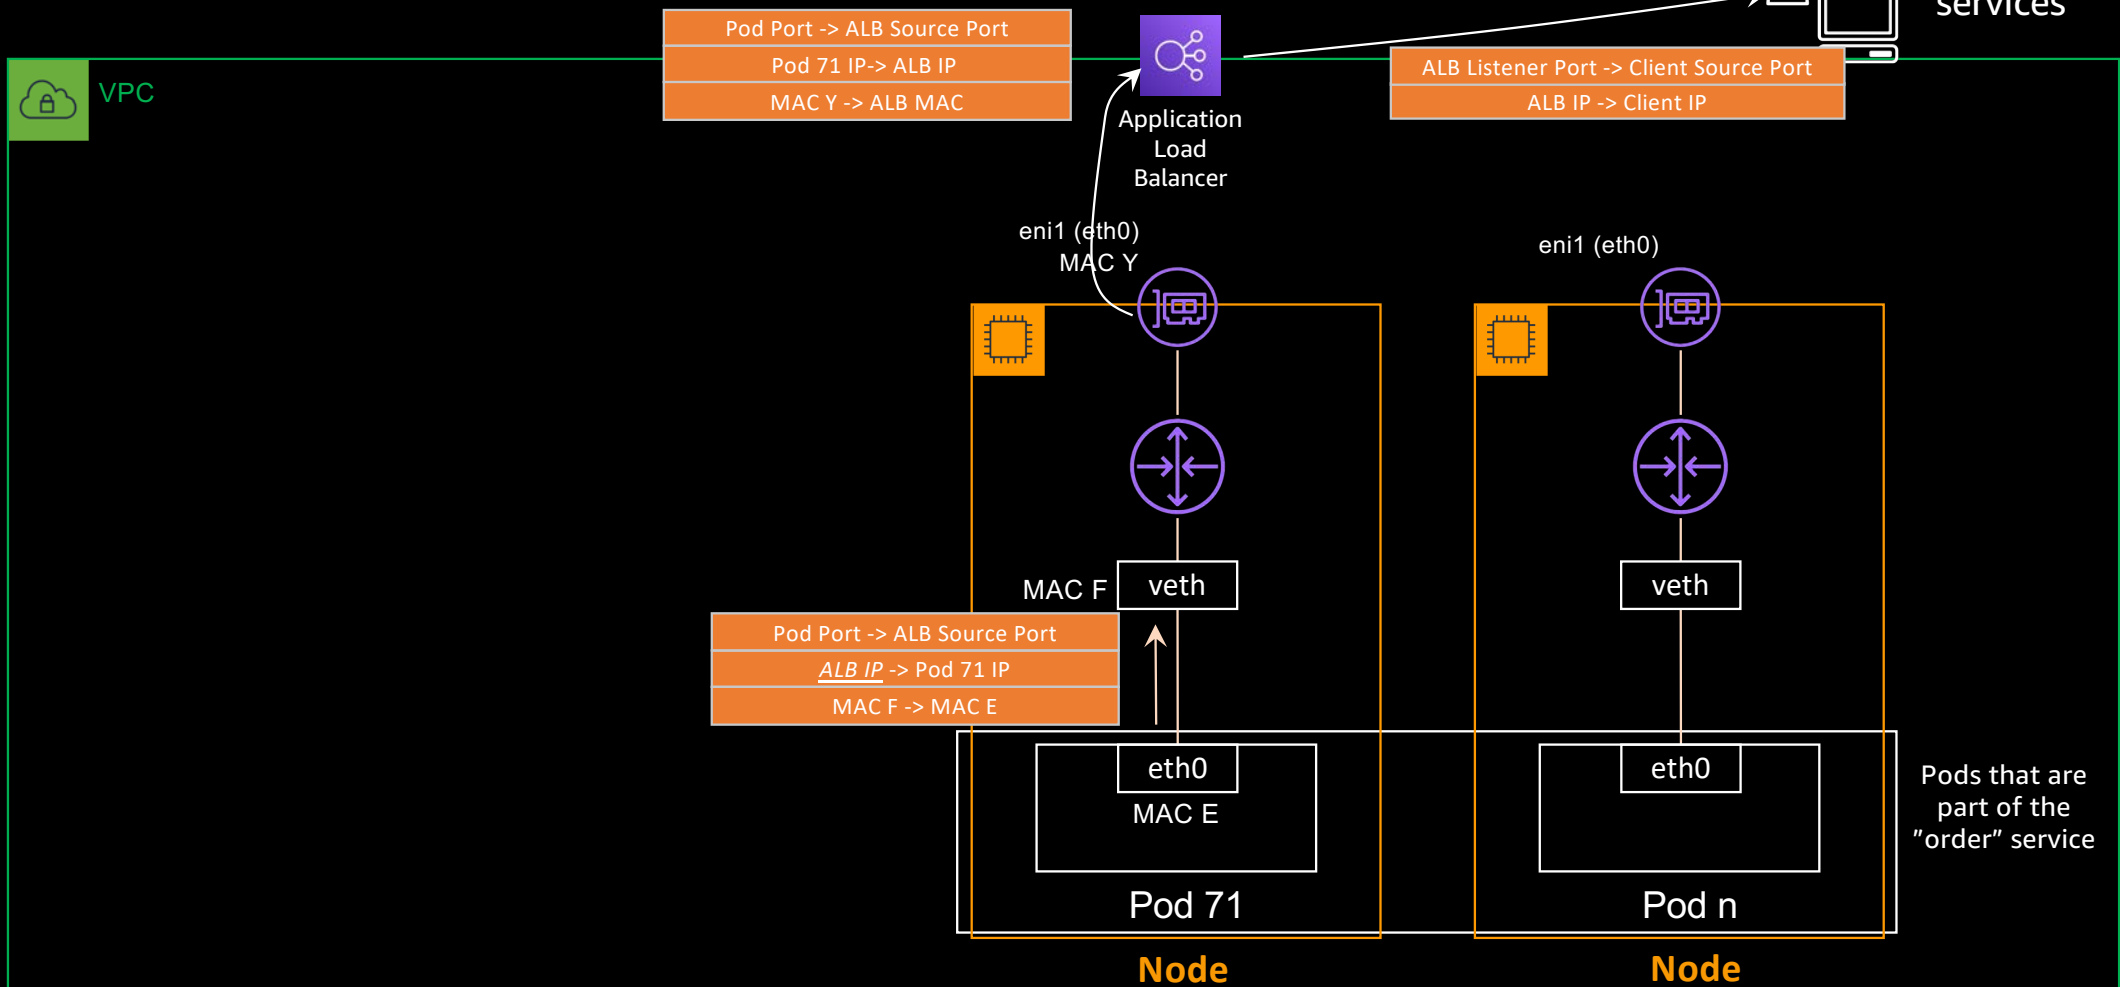 services
Pod Port -> ALB Source Port
Pod 71 IP-> ALB IP
MAC Y -> ALB MAC
ALB Listener Port -> Client Source Port
ALB IP -> Client IP
VPC
Application
Load
Balancer
eni1 (eth0)
MAC Y
eni1 (eth0)
MAC F
veth
veth
Pod Port -> ALB Source Port
ALB IP -> Pod 71 IP
MAC F -> MAC E
eth0
MAC E
eth0
Pods that are
part of the
"order" service
Pod 71
Pod n
Node
Node